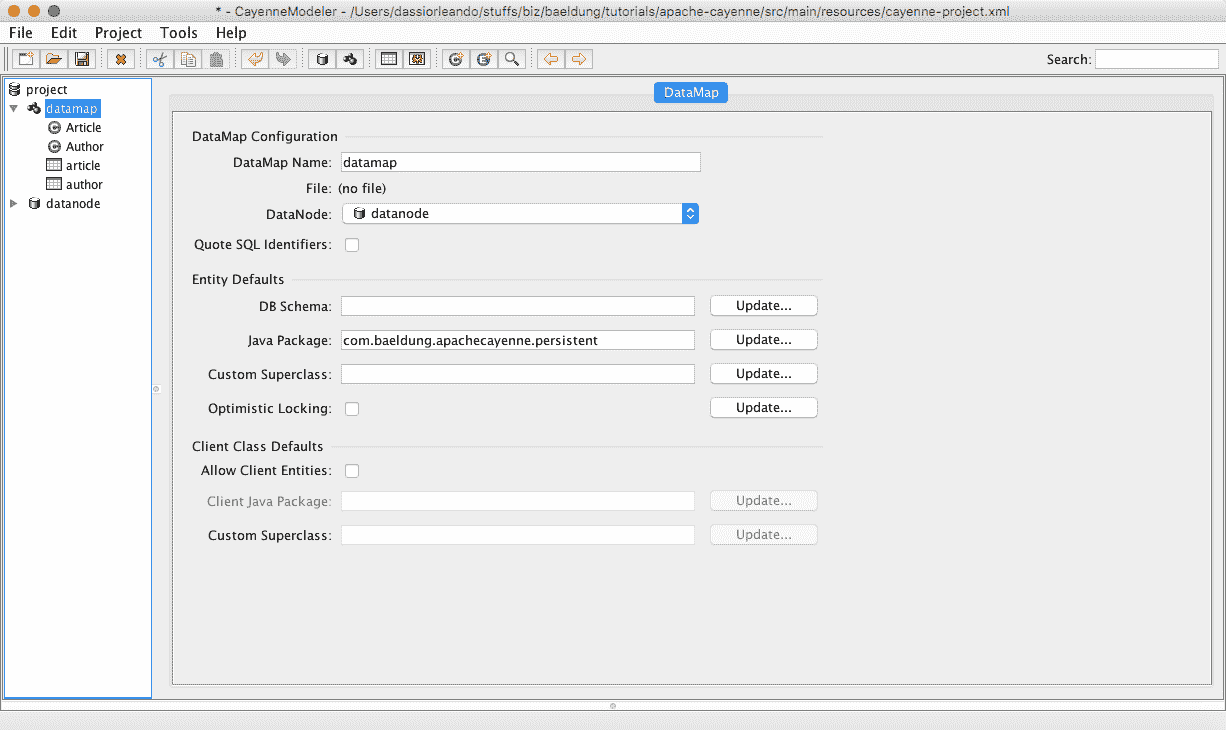 * - CayenneModeler - /Users/dassiorleando/stuffs/biz/baeldung/tutorials/apache-cayenne/src/main/resources/cayenne-project.xml
File Edit Project Tools Help
Search:
project
datamap
Article
Author
article
author
datanode
DataMap
DataMap Configuration
DataMap Name: datamap
File: (no file)
DataNode: datanode
Quote SQL Identifiers:
Entity Defaults
DB Schema: Update...
Java Package: com.baeldung.apachecayenne.persistent Update...
Custom Superclass: Update...
Optimistic Locking: Update...
Client Class Defaults
Allow Client Entities:
Client Java Package: Update...
Custom Superclass: Update...